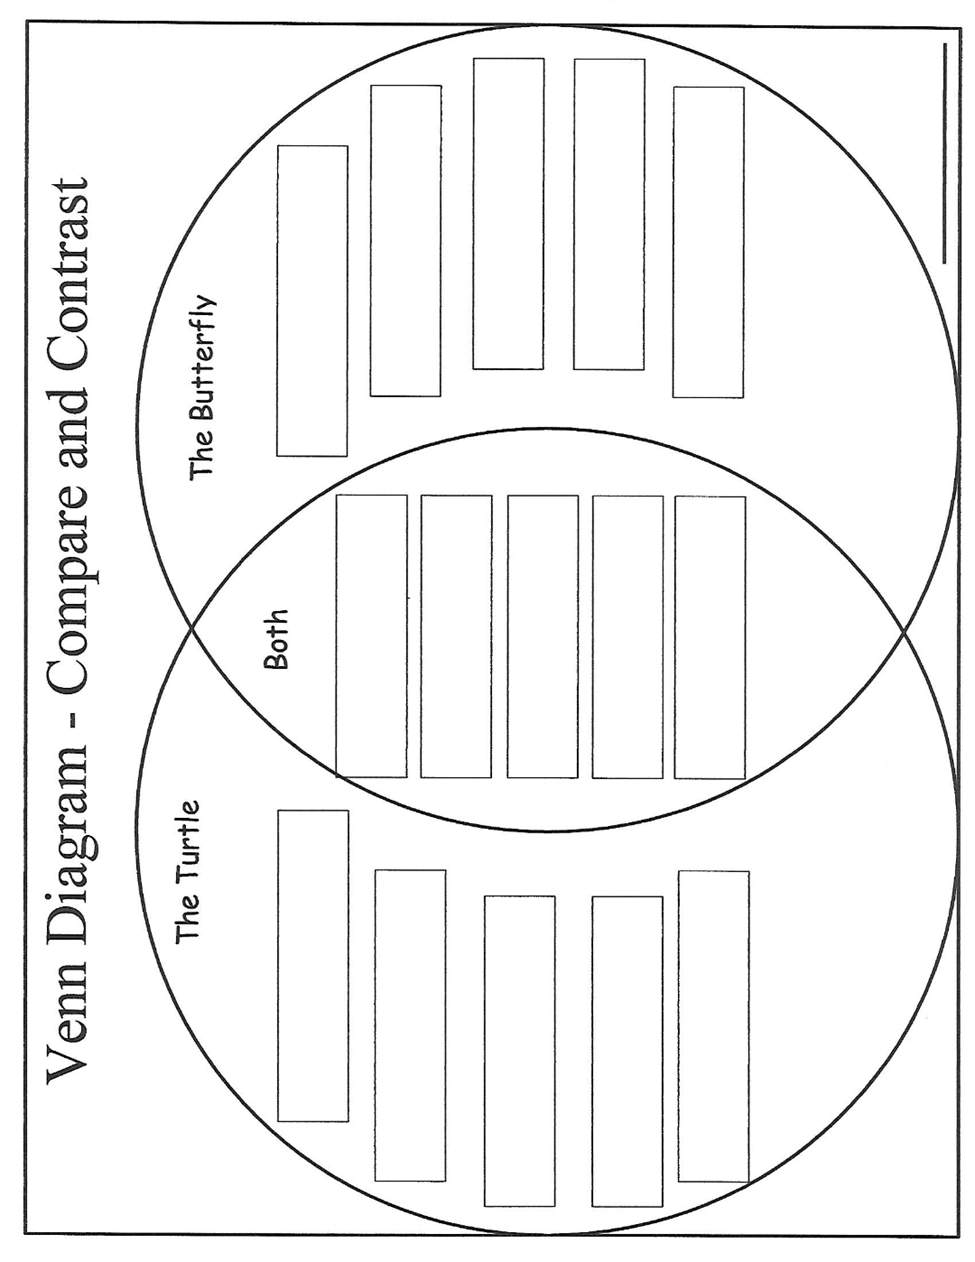 Venn Diagram - Compare and Contrast
The Turtle
Both
The Butterfly